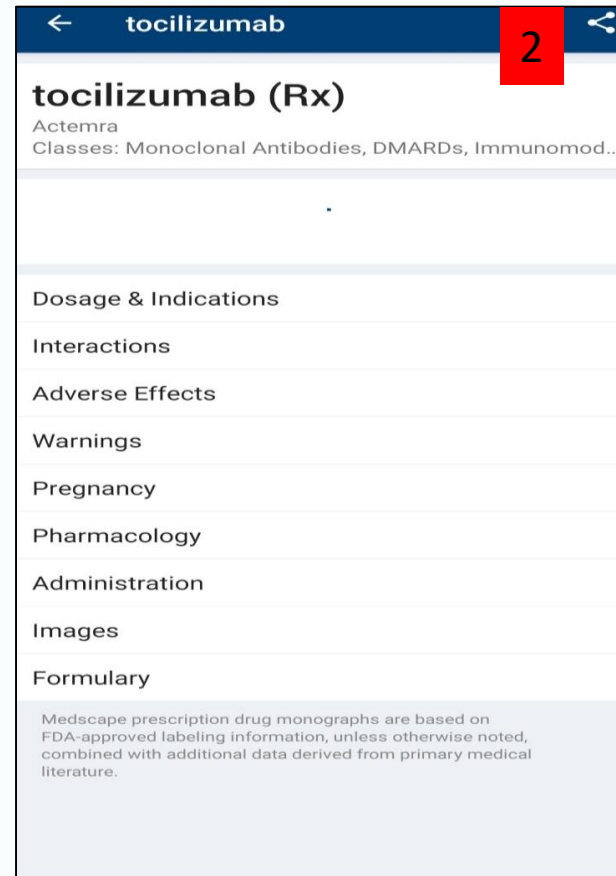 tocilizumab
2
tocilizumab (Rx)
Actemra
Classes: Monoclonal Antibodies, DMARDs, Immunomod..
Dosage & Indications
Interactions
Adverse Effects
Warnings
Pregnancy
Pharmacology
Administration
Images
Formulary
Medscape prescription drug monographs are based on
FDA-approved labeling information, unless otherwise noted,
combined with additional data derived from primary medical
literature.